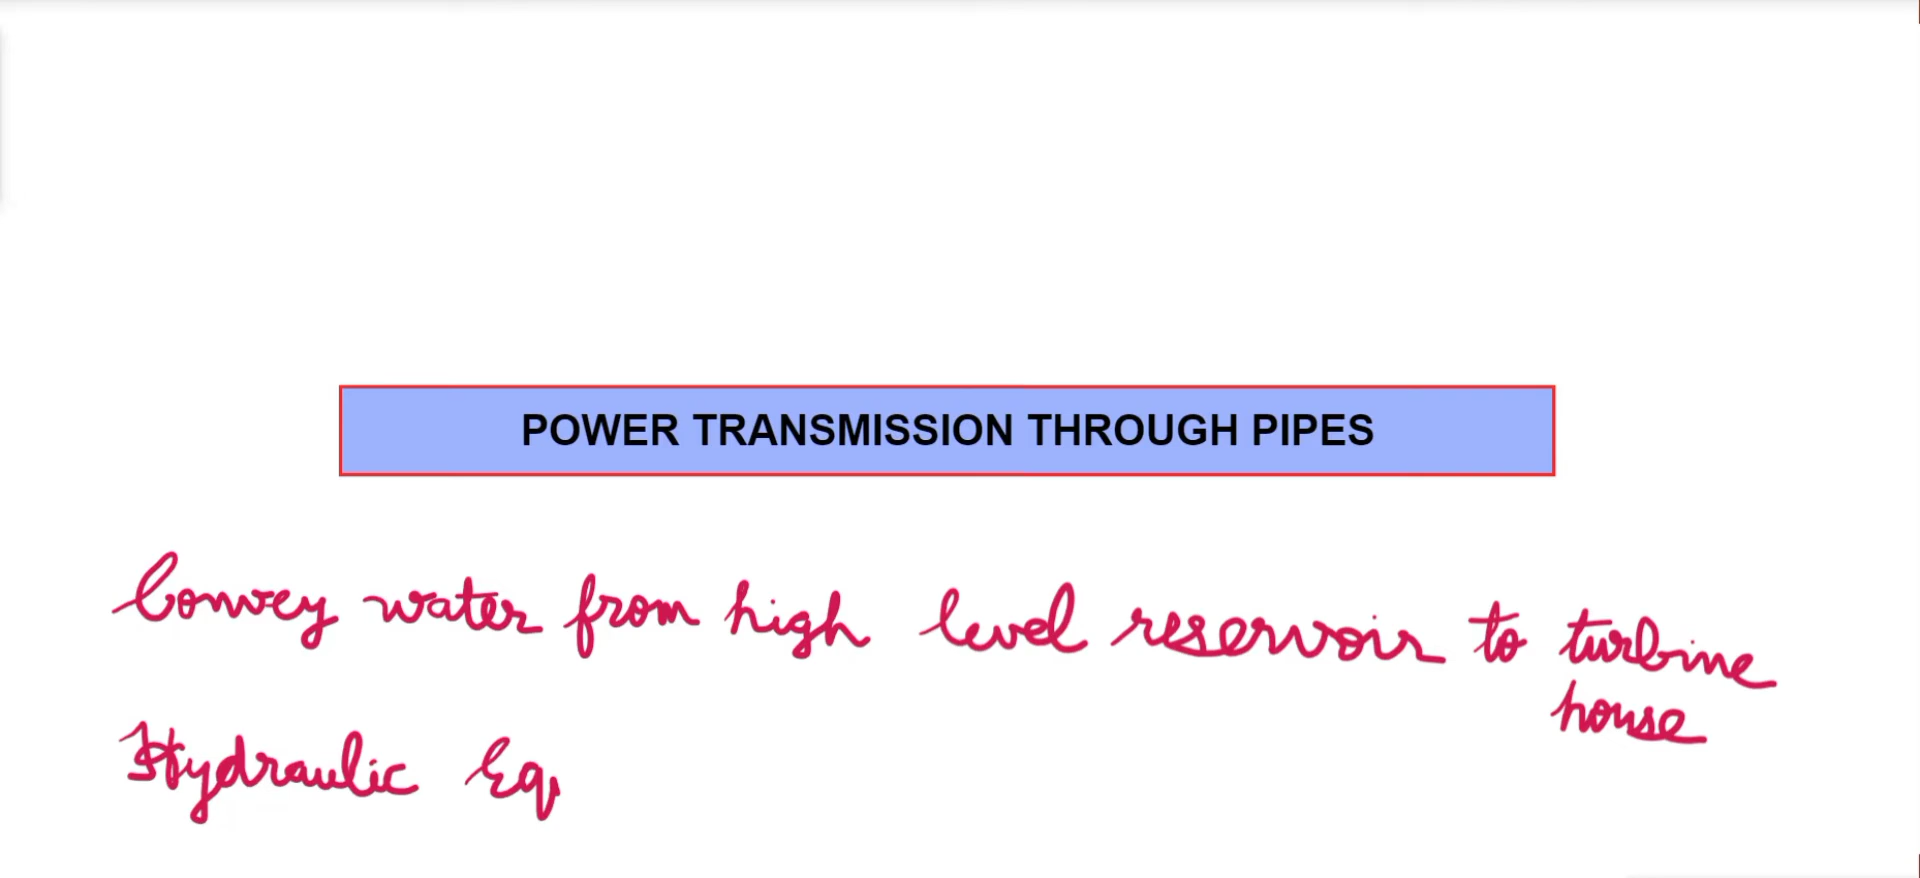 POWER TRANSMISSION THROUGH PIPES
Convey water from high level reservoir to turbine
house
Hydraulic Eq